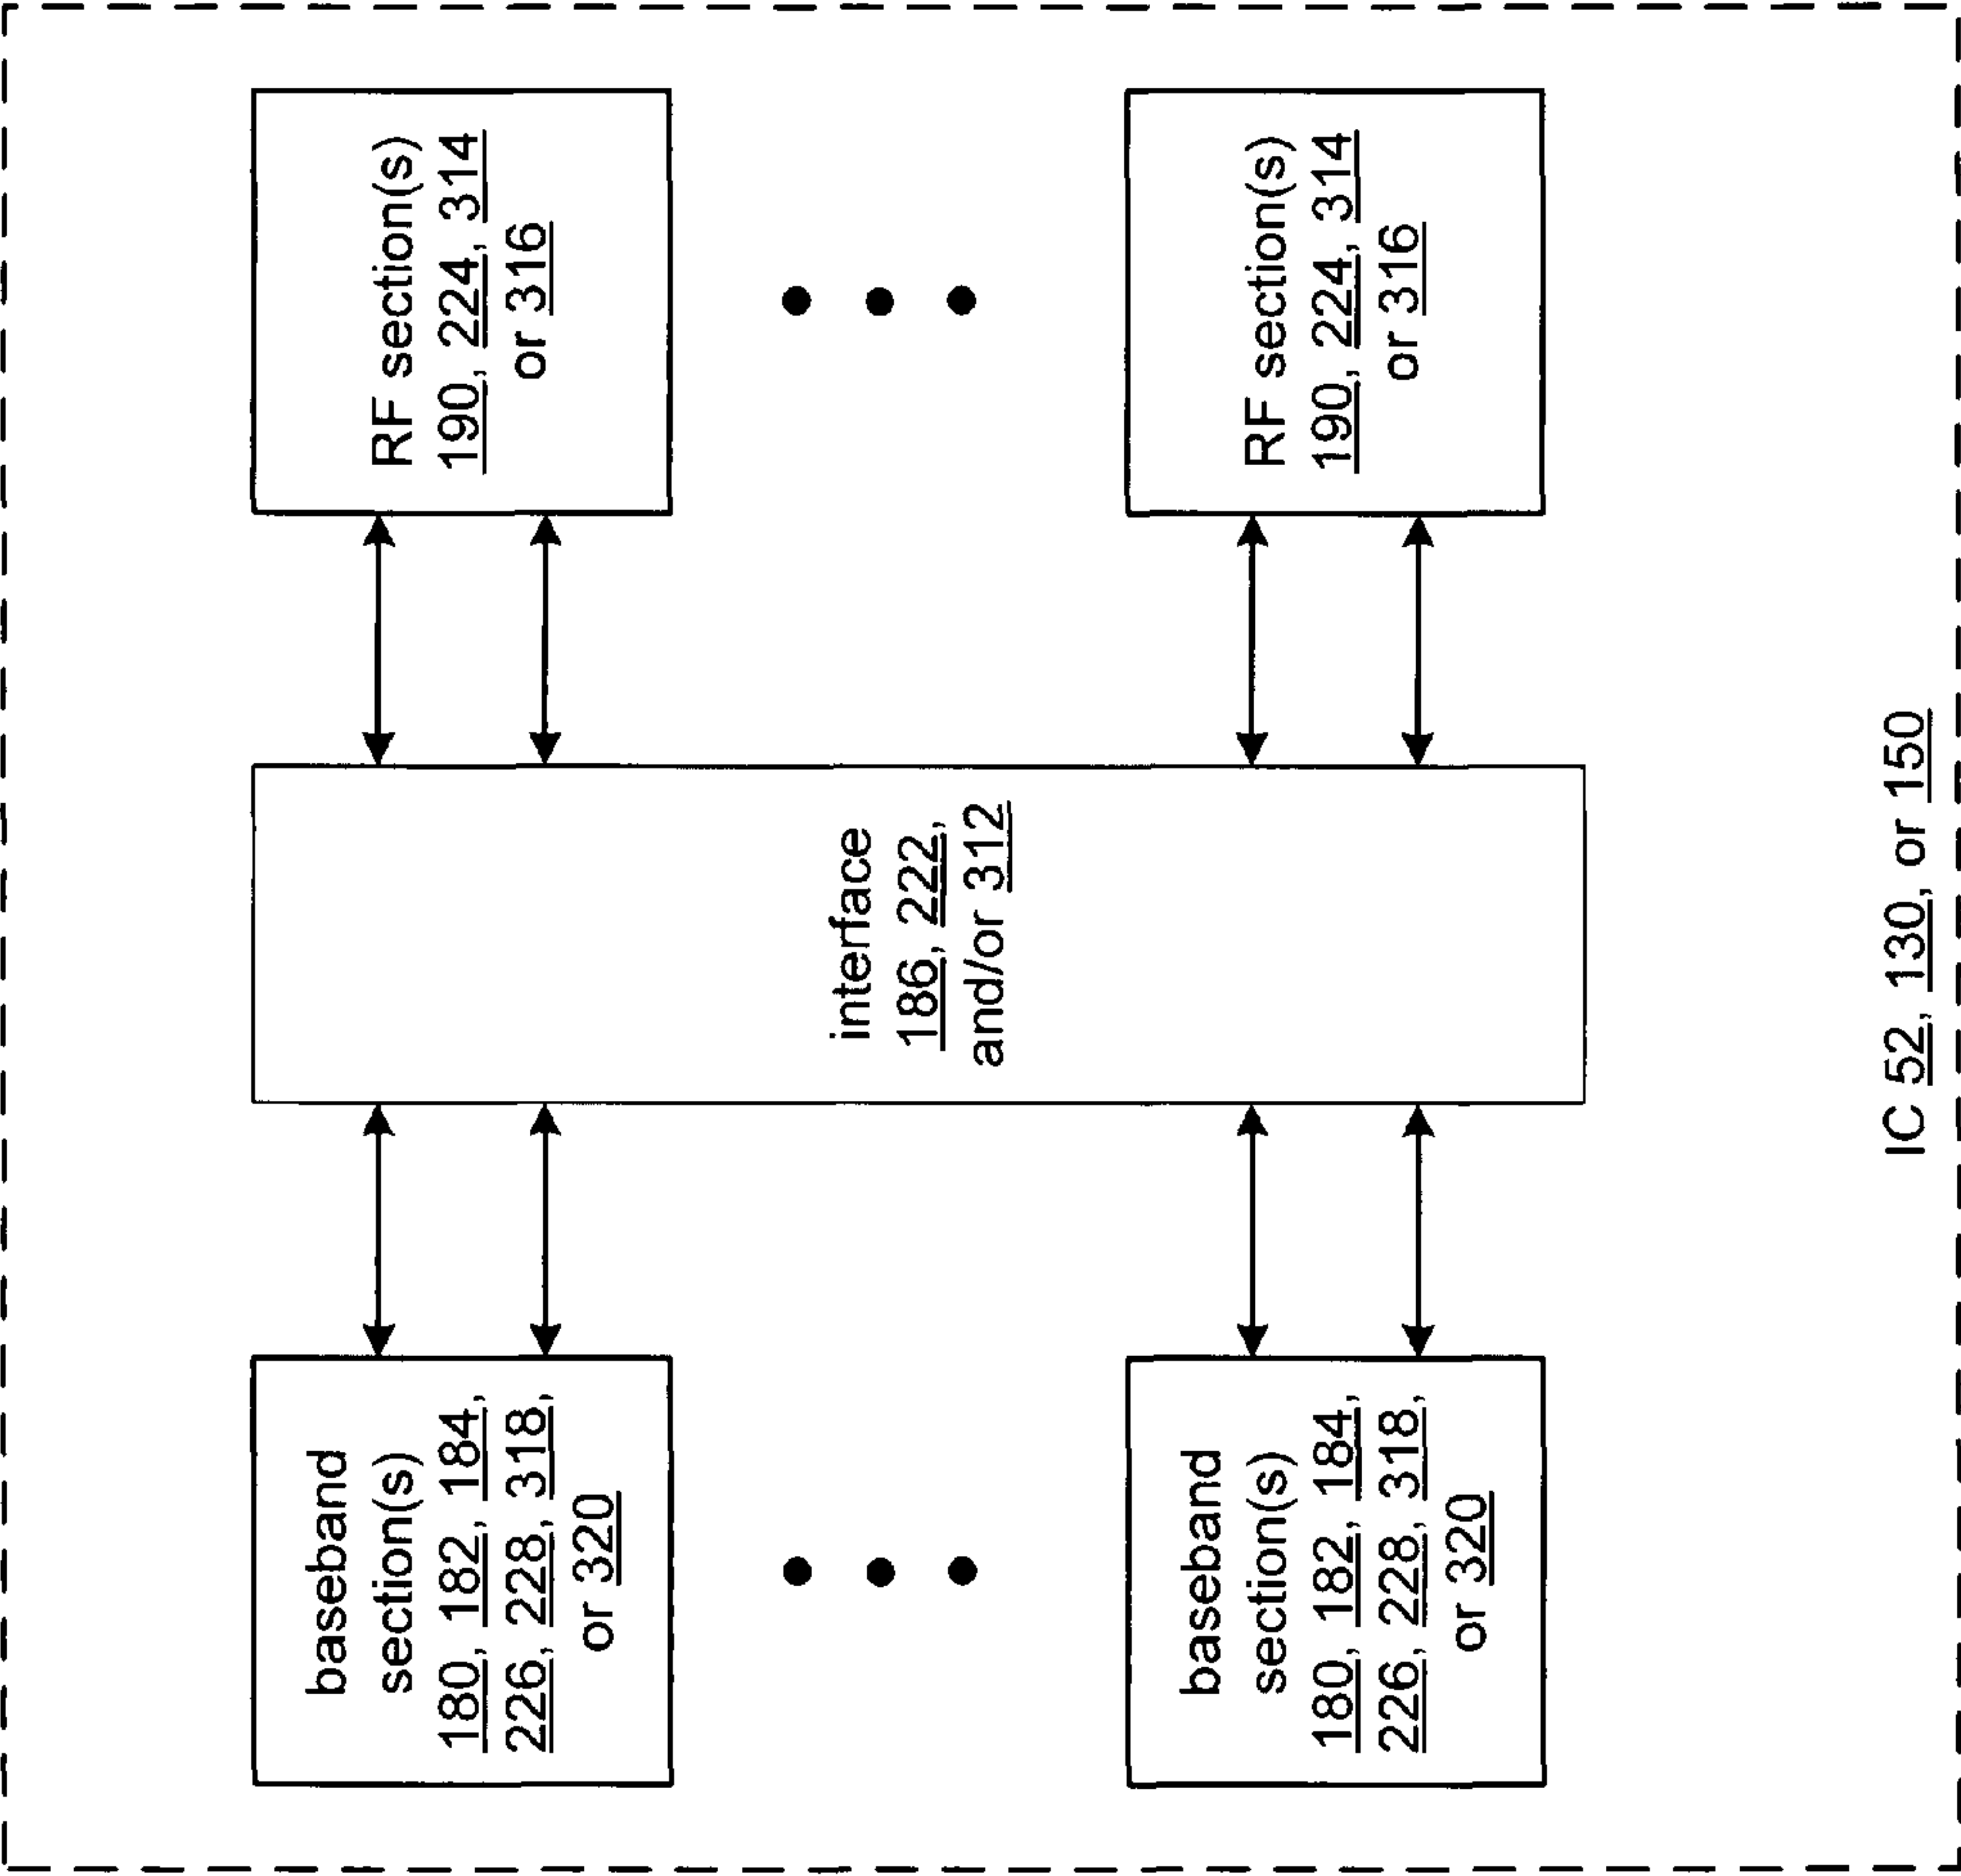 baseband
section(s)
180, 182, 184,
226, 228, 318,
or 320
interface
186, 222,
and/or 312
RF section(s)
190, 224, 314
or 316
baseband
section(s)
180, 182, 184,
226, 228, 318,
or 320
RF section(s)
190, 224, 314
or 316
IC 52, 130, or 150